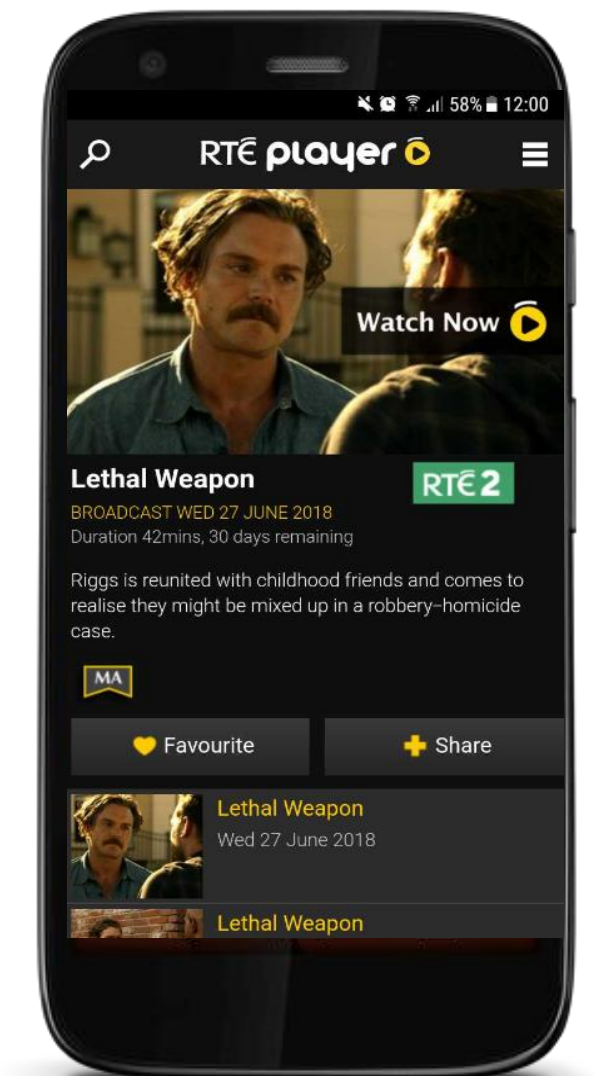 58% 12:00
RTÉ player
Watch Now
Lethal Weapon
RTÉ 2
BROADCAST WED 27 JUNE 2018
Duration 42mins, 30 days remaining
Riggs is reunited with childhood friends and comes to
realise they might be mixed up in a robbery–homicide
case.
MA
Favourite
Share
Lethal Weapon
Wed 27 June 2018
Lethal Weapon